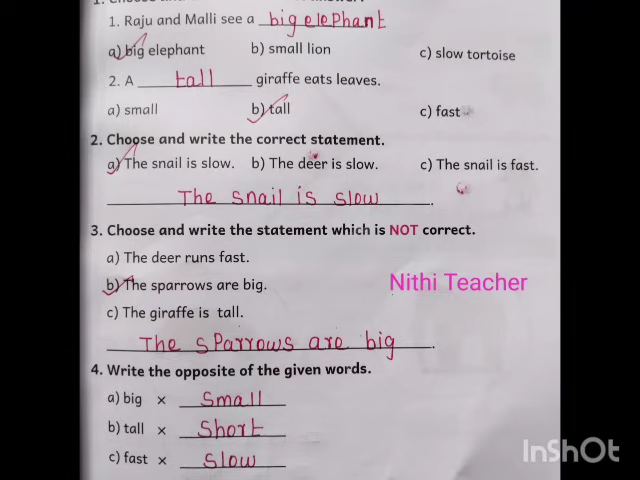 1. Raju and Malli see a big elephant
a) big elephant b) small lion c) slow tortoise
2. A tall giraffe eats leaves.
a) small b) tall c) fast
2. Choose and write the correct statement.
a) The snail is slow. b) The deer is slow. c) The snail is fast.
The snail is slow.
3. Choose and write the statement which is NOT correct.
a) The deer runs fast.
b) The sparrows are big.
Nithi Teacher
c) The giraffe is tall.
The sparrows are big.
4. Write the opposite of the given words.
a) big × small
b) tall × short
c) fast × slow
InShOt